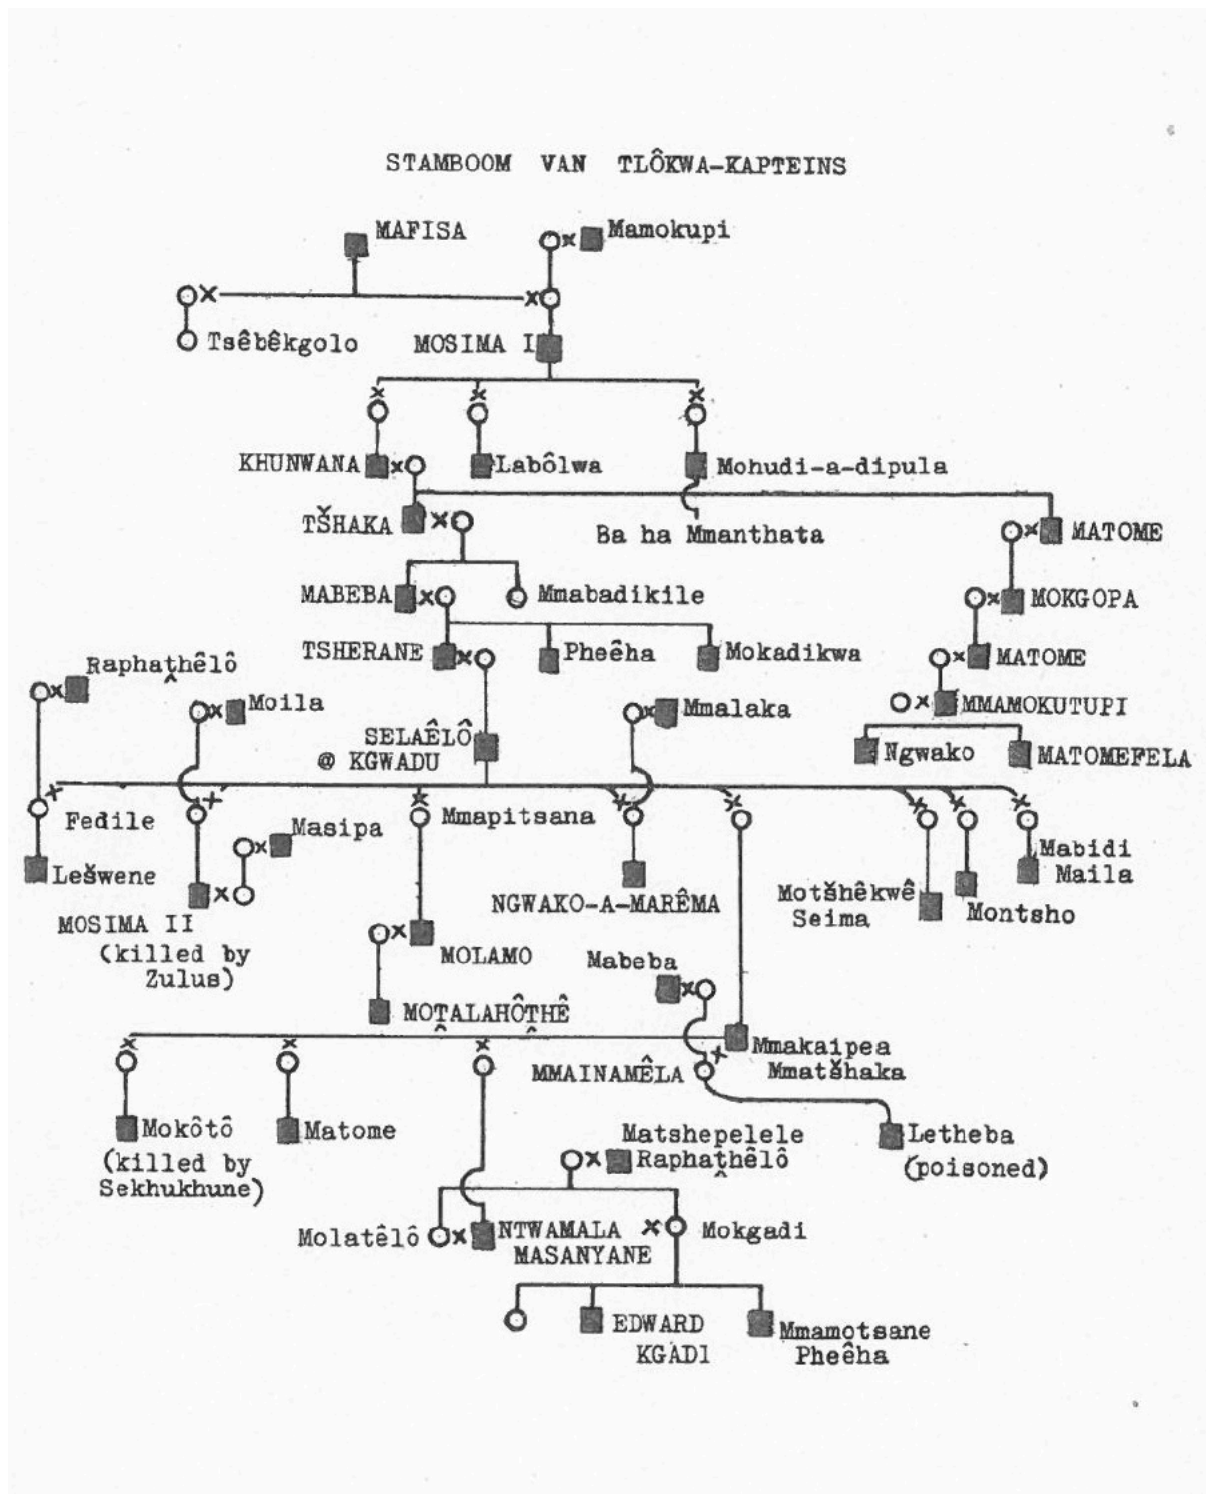 STAMBOOM VAN TLÔKWA-KAPTEINS
MAFISA
Mamokupi
Tsêbêkgolo
MOSIMA I
KHUNWANA
Labôlwa
Mohudi-a-dipula
TŠHAKA
Ba ha Mmanthata
MATOME
MABEBA
Mmabadikile
MOKGOPA
TSHERANE
Pheêha
Mokadikwa
MATOME
Raphaṱhêlô
Moila
Mmalaka
MMAMOKUTUPI
SELAÊLÔ
@ KGWADU
Ngwako
MATOMEFELA
Fedile
Masipa
Mmapitsana
Lešwene
Mabidi
Maila
MOSIMA II
(killed by
Zulus)
NGWAKO-A-MARÊMA
Motšhêkwê
Seima
Montsho
MOLAMO
Mabeba
MOṰALAHÔṰHÊ
Mmakaipea
Mmatšhaka
MMAINAMÊLA
Mokôtô
(killed by
Sekhukhune)
Matome
Matshepelele
Raphaṱhêlô
Letheba
(poisoned)
Molatêlô
NTWAMALA
MASANYANE
Mokgadi
EDWARD
KGADI
Mmamotsane
Pheêha